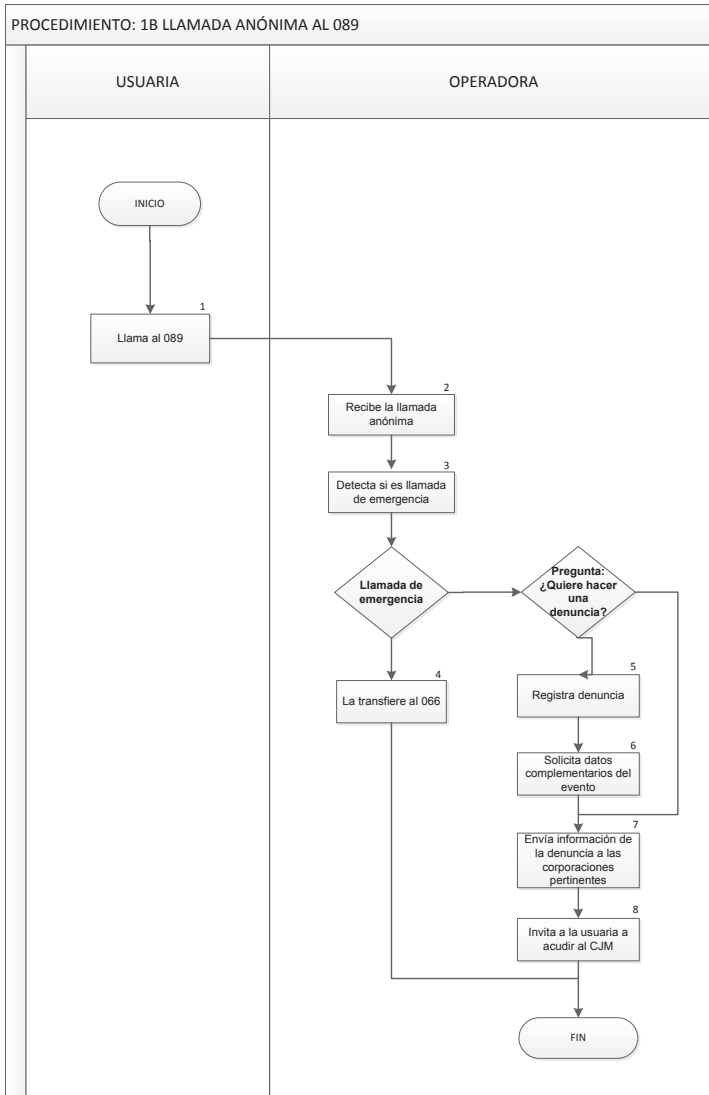 PROCEDIMIENTO: 1B LLAMADA ANÓNIMA AL 089
USUARIA
OPERADORA
INICIO
1
Llama al 089
2
Recibe la llamada
anónima
3
Detecta si es llamada
de emergencia
Llamada de
emergencia
Pregunta:
¿Quiere hacer
una
denuncia?
4
La transfiere al 066
5
Registra denuncia
6
Solicita datos
complementarios del
evento
7
Envía información de
la denuncia a las
corporaciones
pertinentes
8
Invita a la usuaria a
acudir al CJM
FIN